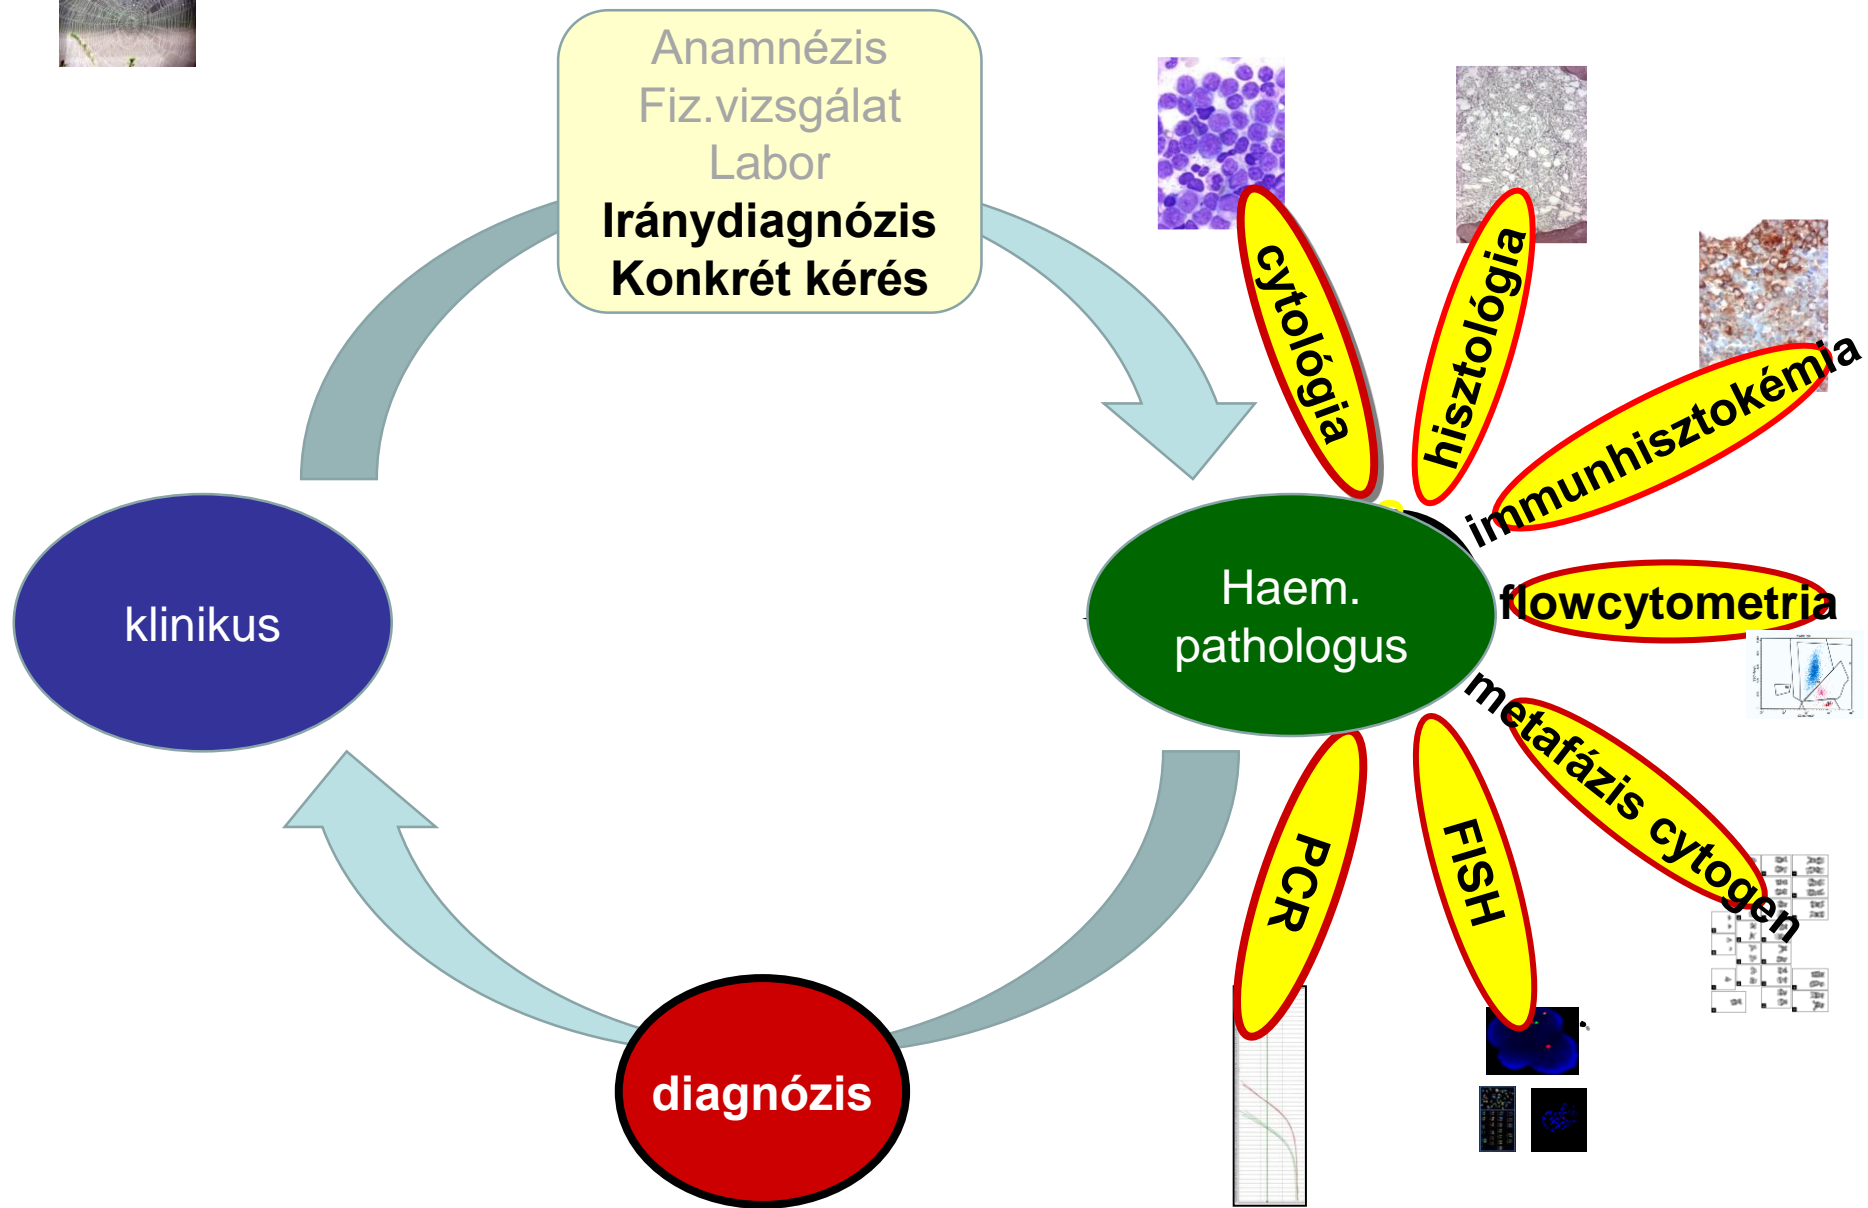 Anamnézis
Fiz.vizsgálat
Labor
Iránydiagnózis
Konkrét kérés
cytológia
hisztológia
immunhisztokémia
flowcytometria
metafázis cytogen
FISH
PCR
Haem.
pathologus
klinikus
diagnózis